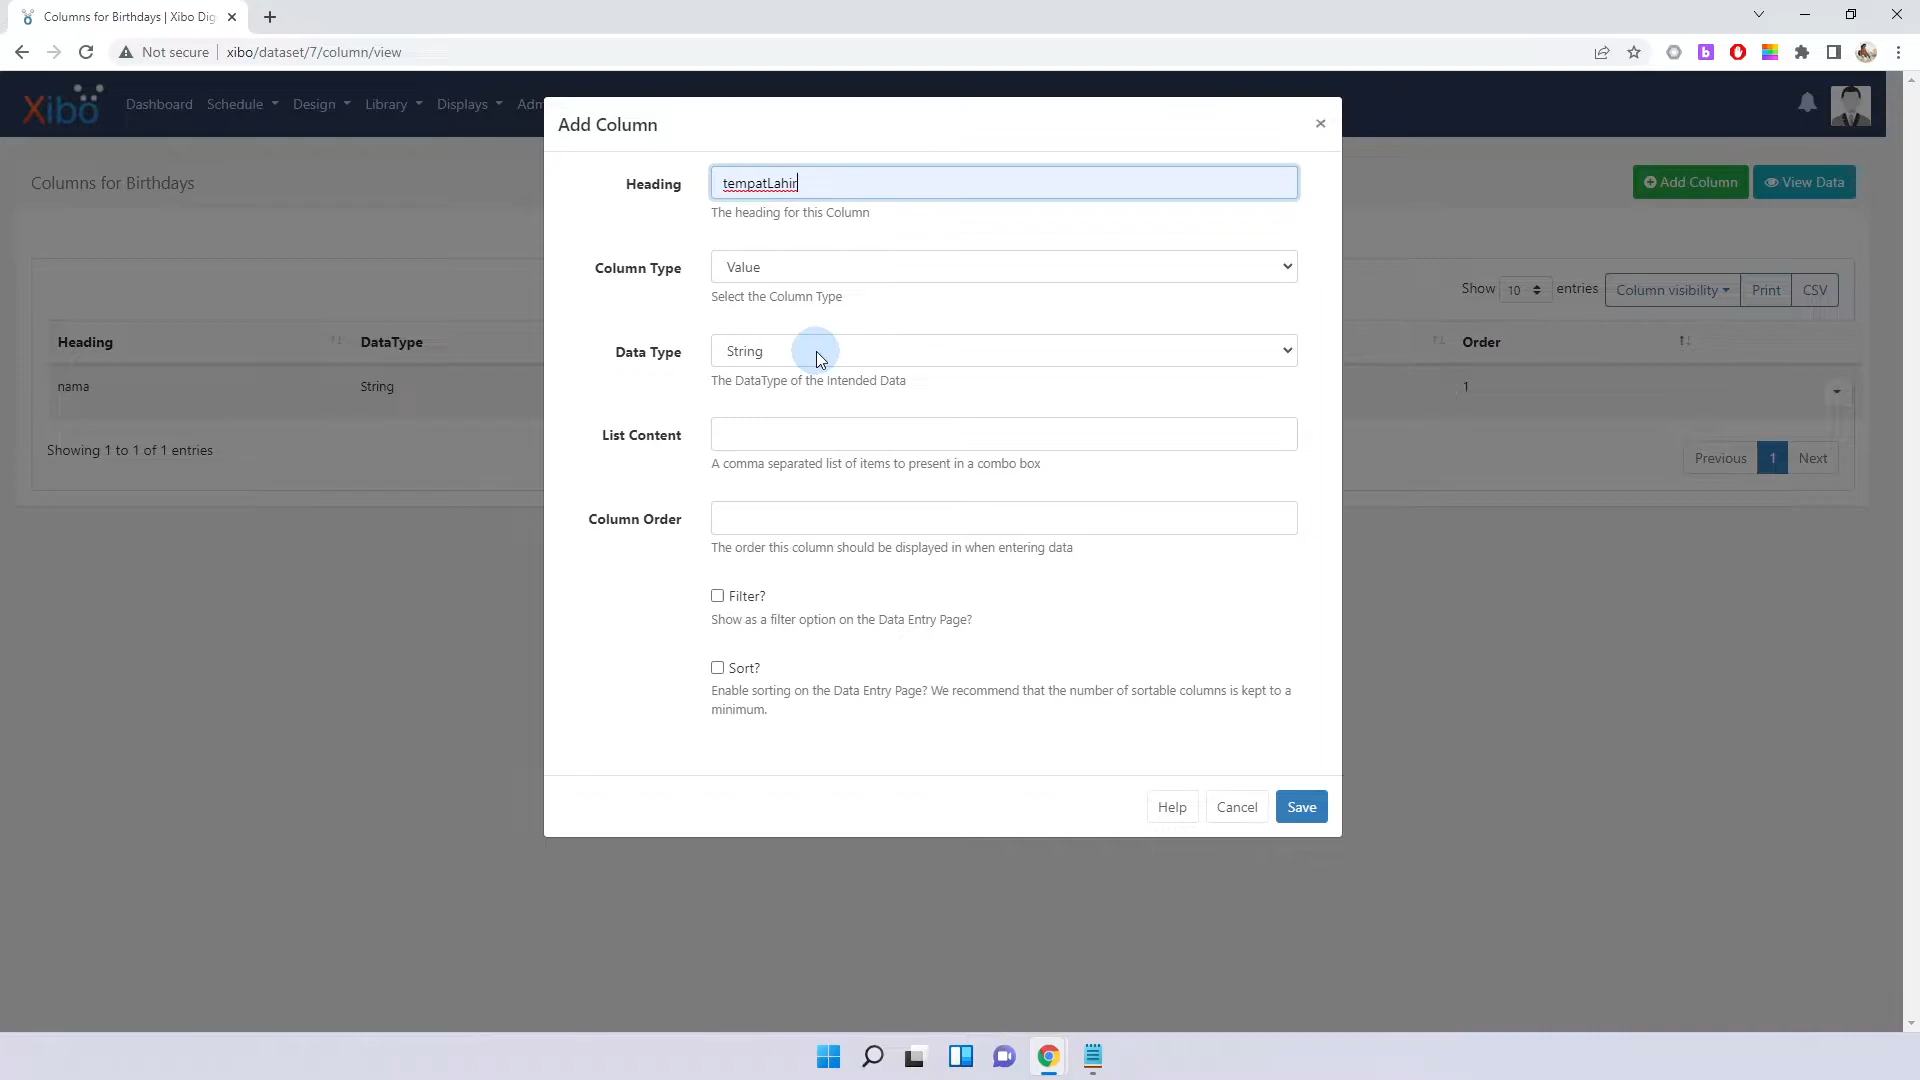 Columns for Birthdays | Xibo Dig
Not secure
xibo/dataset/7/column/view
Xibo
Dashboard
Schedule
Design
Library
Displays
Adm
Columns for Birthdays
Add Column
View Data
Show 10 entries
Column visibility
Print
CSV
Heading
DataType
Order
nama
String
1
Showing 1 to 1 of 1 entries
Previous
1
Next
Add Column
×
Heading
tempatLahir
The heading for this Column
Column Type
Value
Select the Column Type
Data Type
String
The DataType of the Intended Data
List Content
A comma separated list of items to present in a combo box
Column Order
The order this column should be displayed in when entering data
Filter?
Show as a filter option on the Data Entry Page?
Sort?
Enable sorting on the Data Entry Page? We recommend that the number of sortable columns is kept to a
minimum.
Help
Cancel
Save